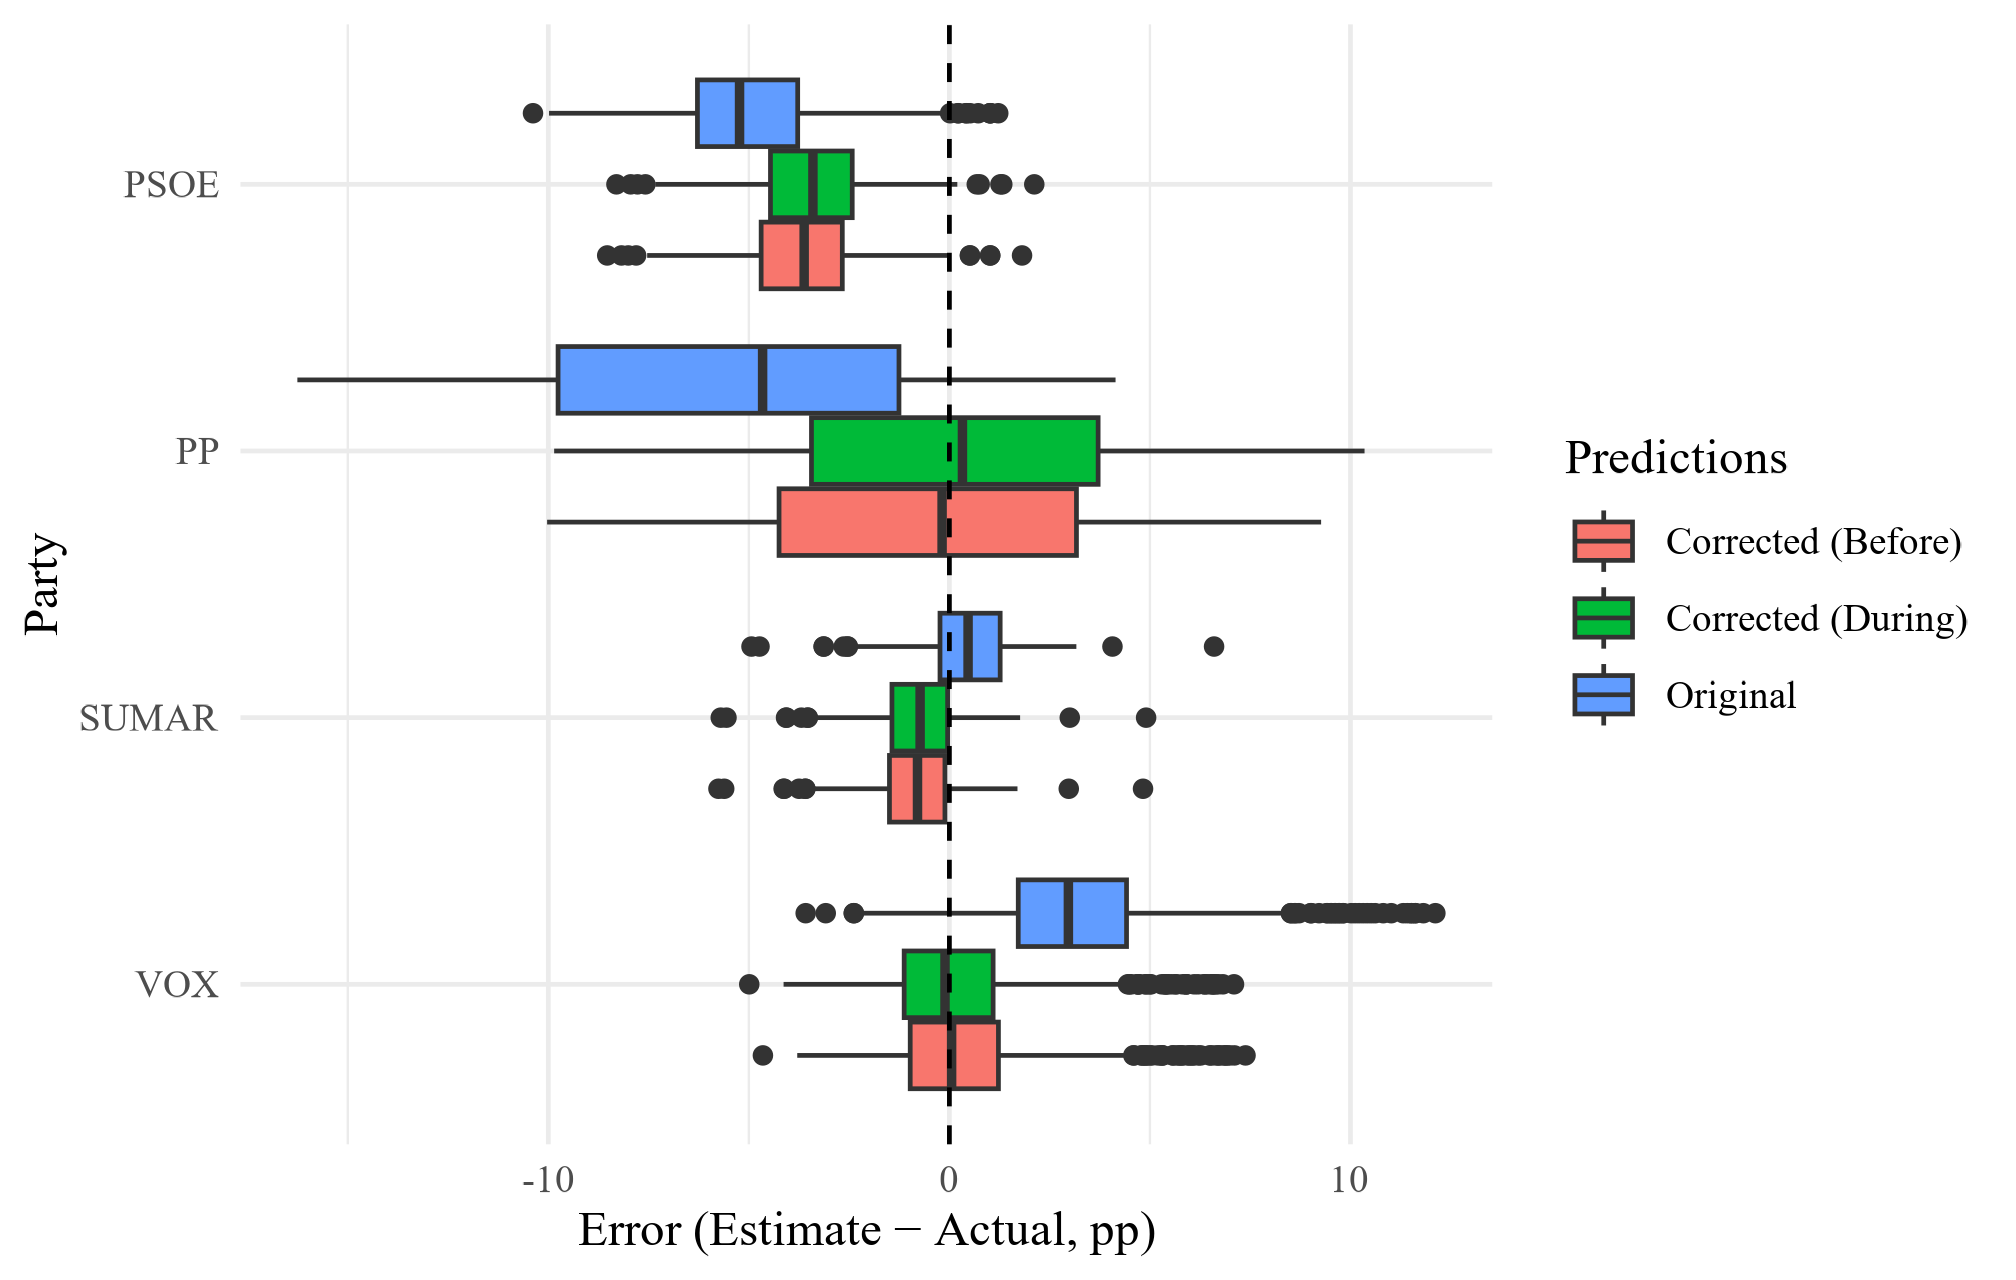 PSOE
PP
SUMAR
VOX
Party
-10 0 10
Error (Estimate − Actual, pp)
Predictions
Corrected (Before)
Corrected (During)
Original